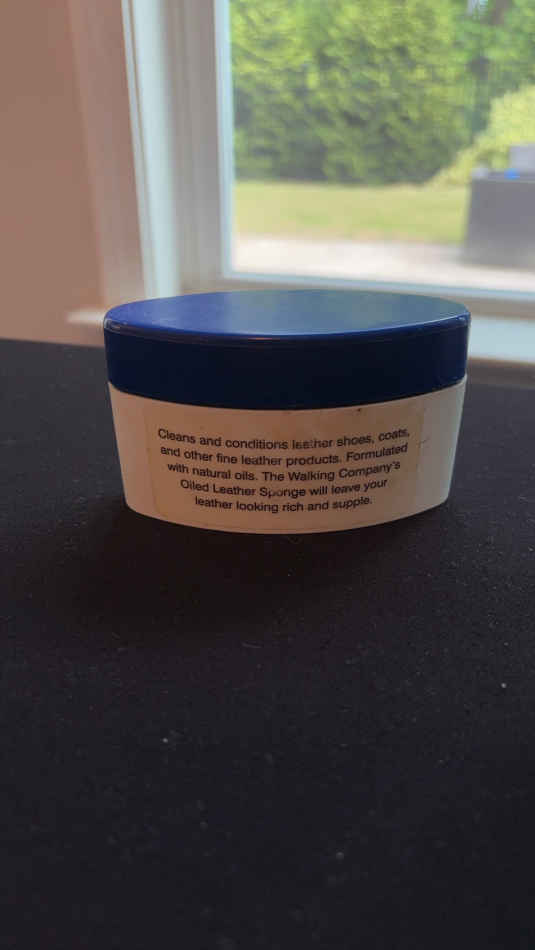 Cleans and conditions leather shoes, coats,
and other fine leather products. Formulated
with natural oils. The Walking Company's
Oiled Leather Sponge will leave your
leather looking rich and supple.